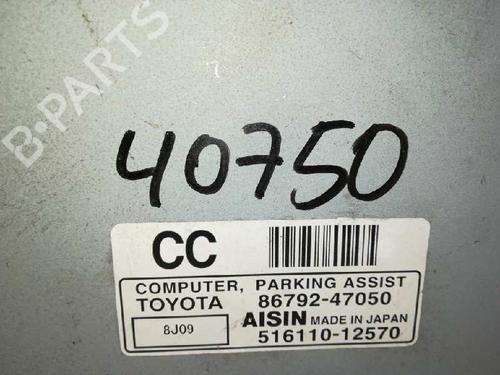 B-PARTS
40750
CC
COMPUTER, PARKING ASSIST
TOYOTA 86792-47050
8J09 AISIN MADE IN JAPAN
516110-12570